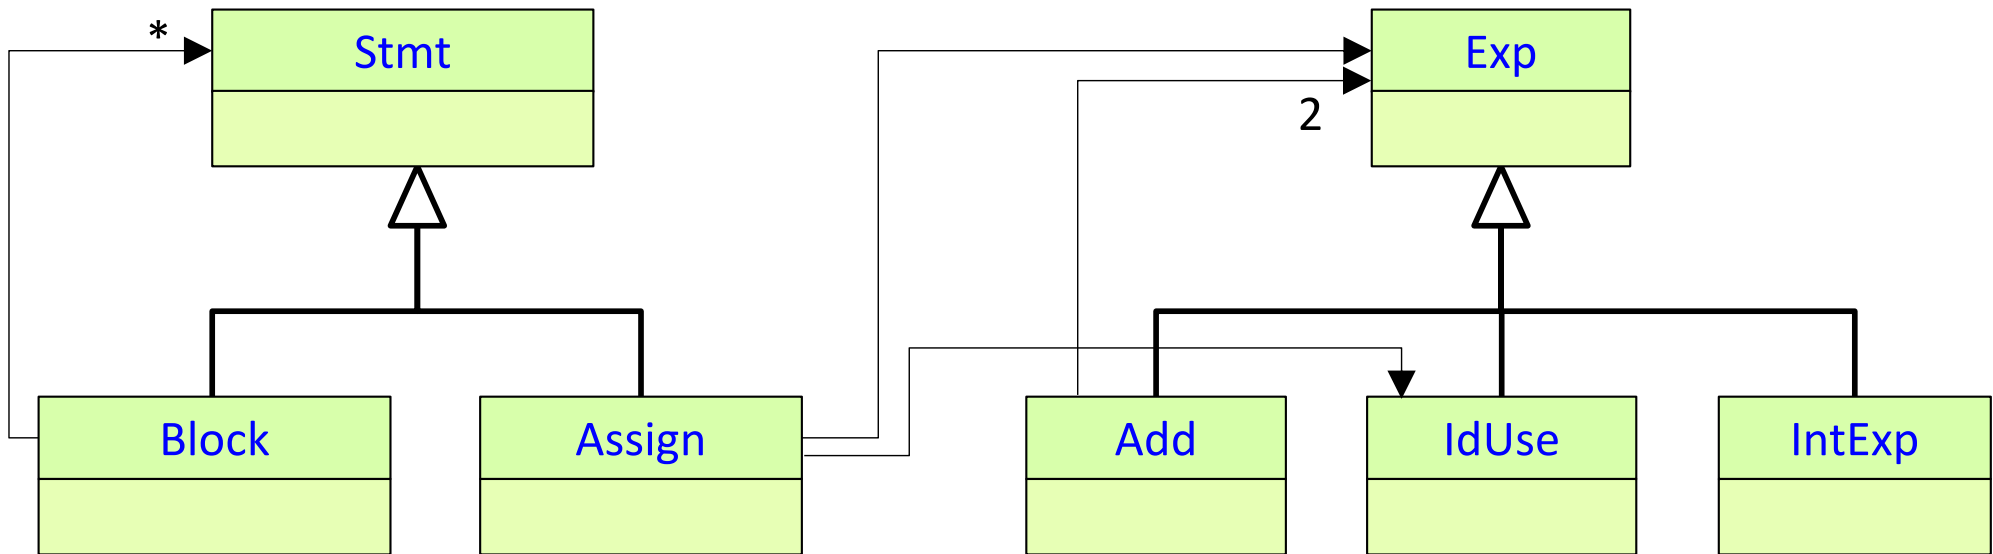 *
Stmt
Exp
2
Block
Assign
Add
IdUse
IntExp